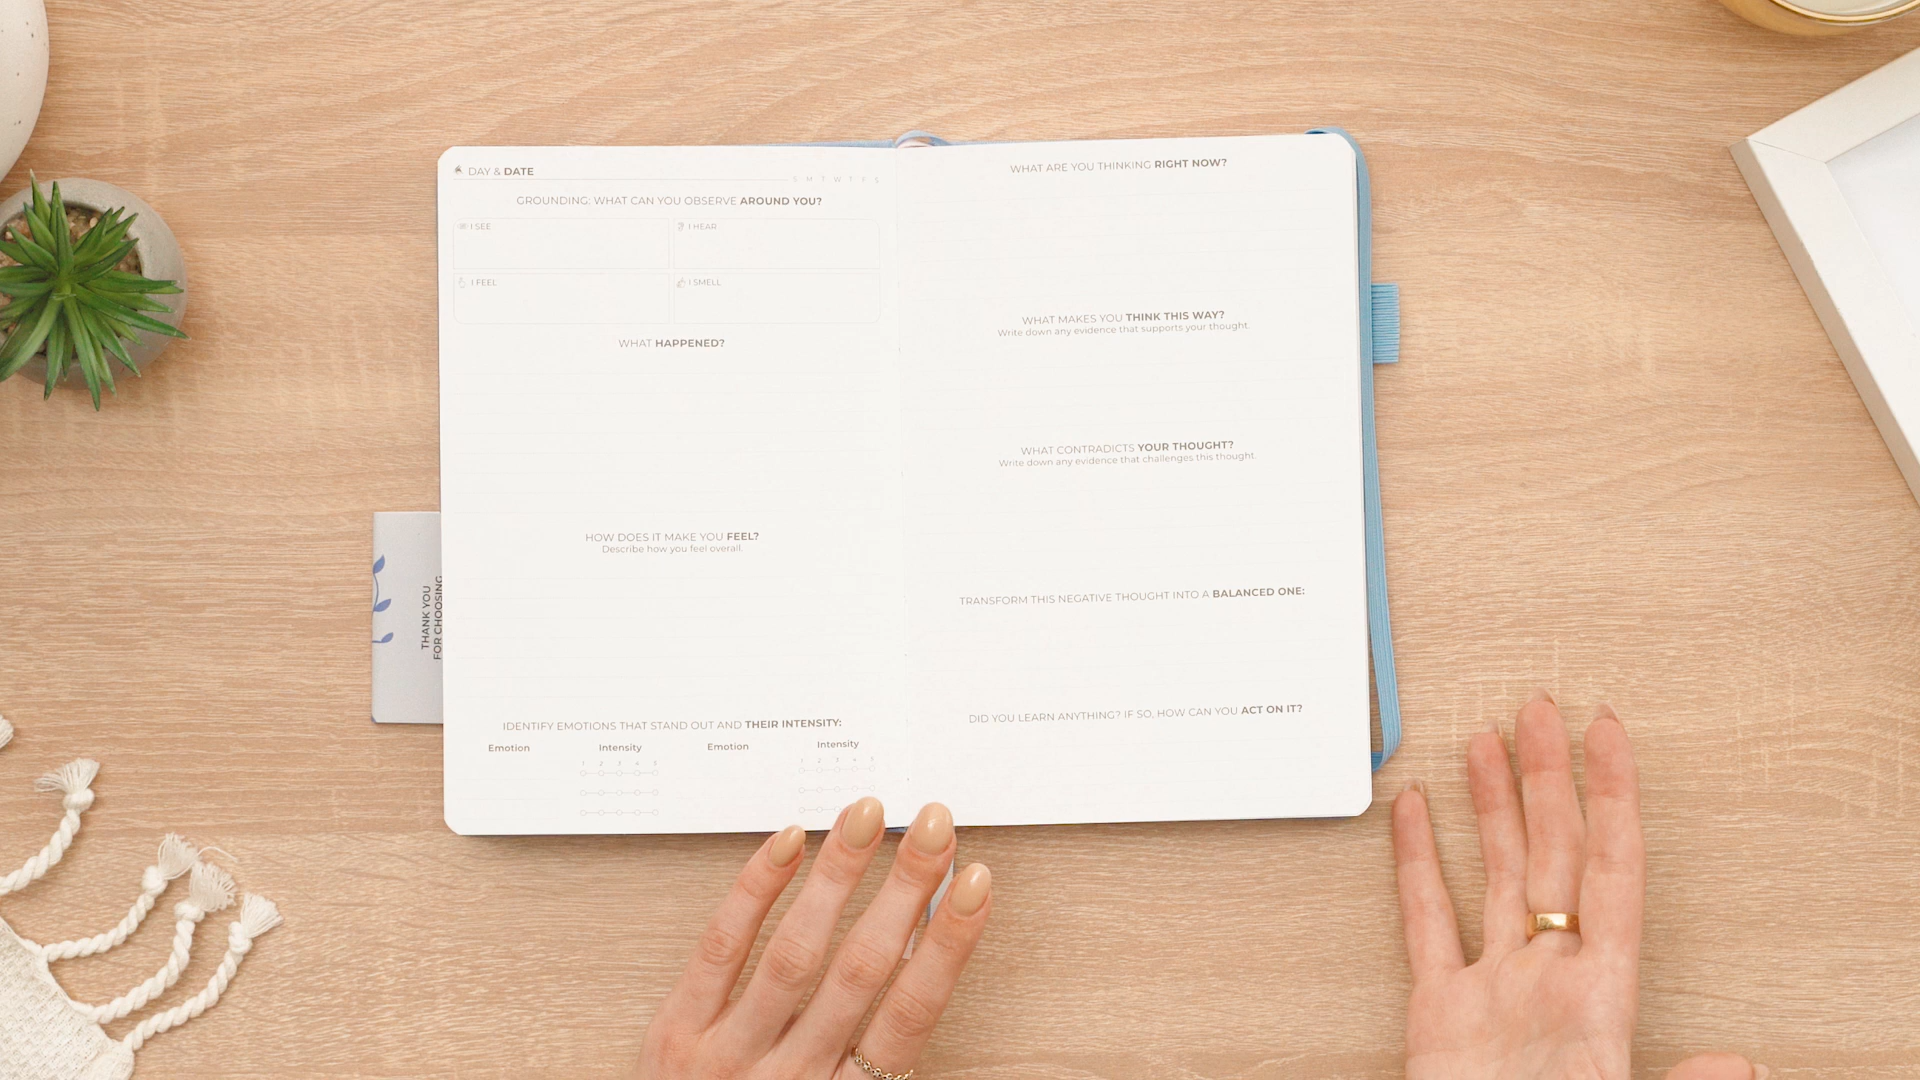 DAY & DATE
S M T W T F S
GROUNDING: WHAT CAN YOU OBSERVE AROUND YOU?
I SEE
I HEAR
I FEEL
I SMELL
WHAT HAPPENED?
HOW DOES IT MAKE YOU FEEL?
Describe how you feel overall.
IDENTIFY EMOTIONS THAT STAND OUT AND THEIR INTENSITY:
Emotion Intensity Emotion Intensity
1 2 3 4 5 1 2 3 4 5
WHAT ARE YOU THINKING RIGHT NOW?
WHAT MAKES YOU THINK THIS WAY?
Write down any evidence that supports your thought.
WHAT CONTRADICTS YOUR THOUGHT?
Write down any evidence that challenges this thought.
TRANSFORM THIS NEGATIVE THOUGHT INTO A BALANCED ONE:
DID YOU LEARN ANYTHING? IF SO, HOW CAN YOU ACT ON IT?
THANK YOU
FOR CHOOSING